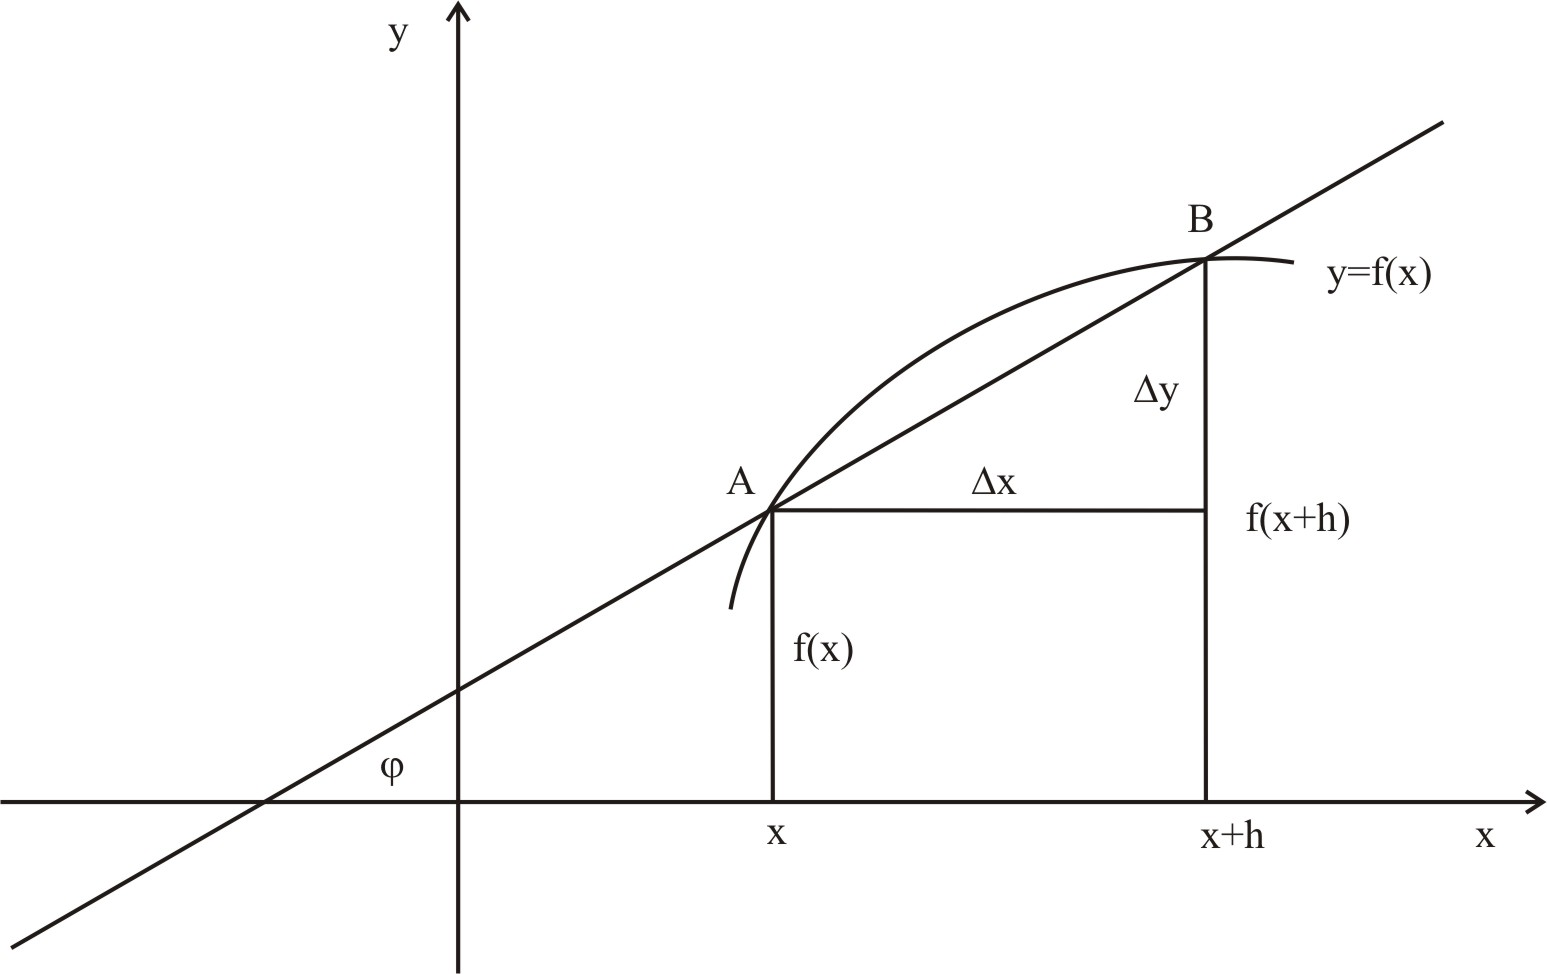 y
B
y=f(x)
Δy
A
Δx
f(x+h)
f(x)
φ
x
x+h
x